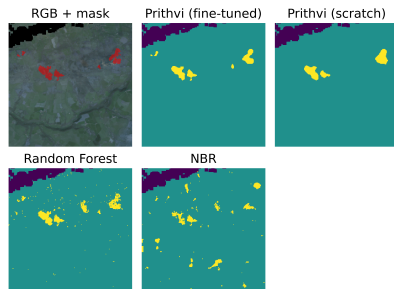 RGB + mask
Prithvi (fine-tuned)
Prithvi (scratch)
Random Forest
NBR